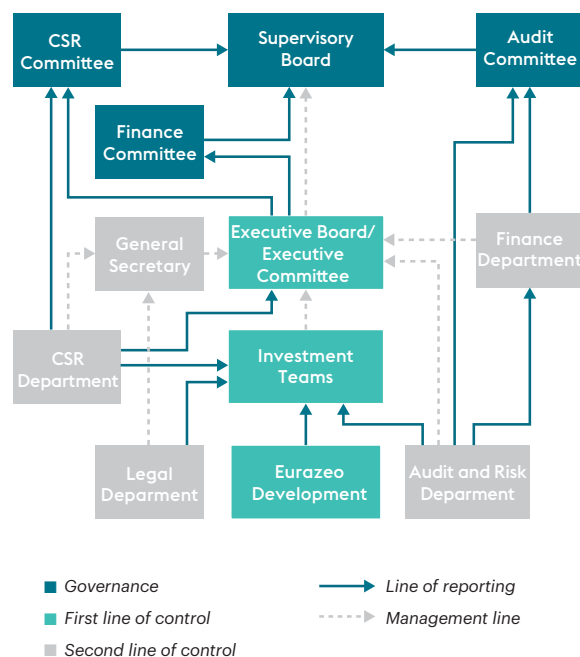 CSR
Committee
Supervisory
Board
Audit
Committee
Finance
Committee
General
Secretary
Executive Board/
Executive
Committee
Finance
Department
CSR
Department
Investment
Teams
Legal
Deparment
Eurazeo
Development
Audit and Risk
Deparment
Governance
Line of reporting
First line of control
Management line
Second line of control